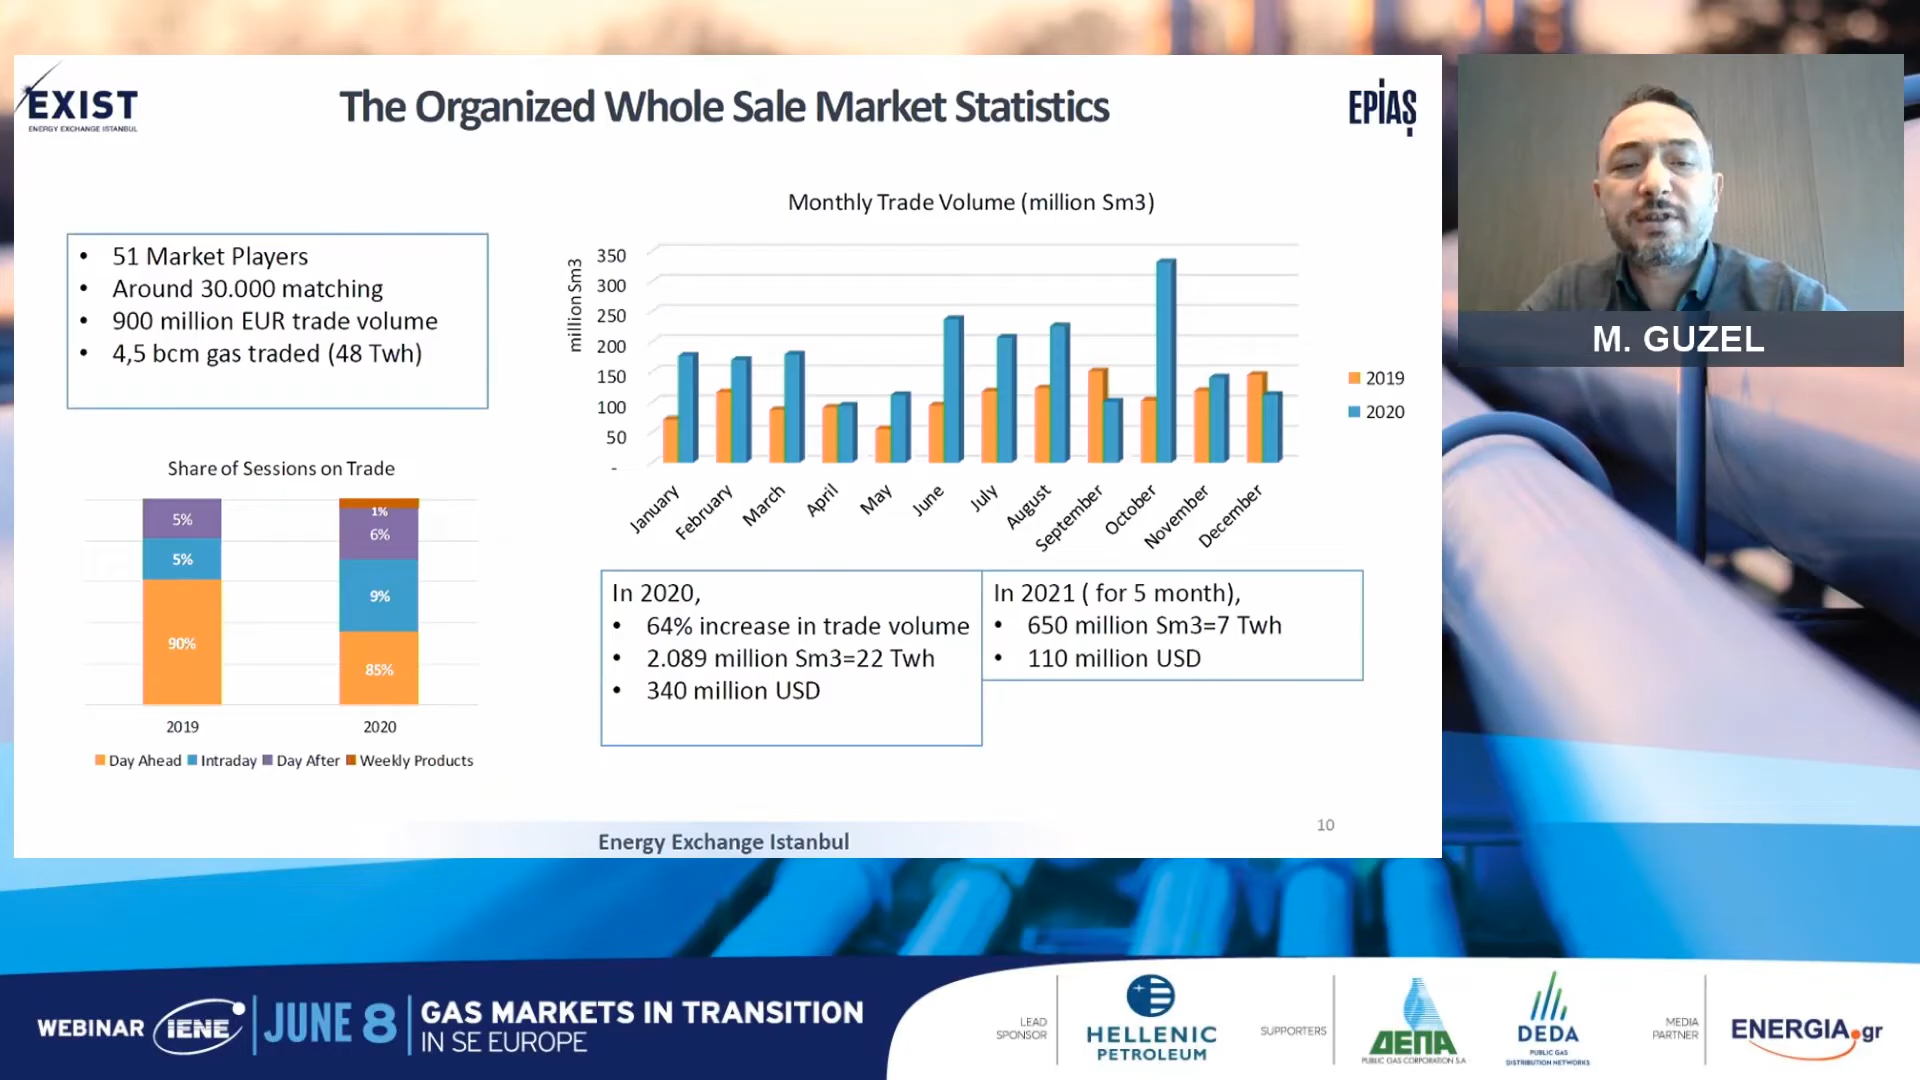 EXIST
ENERGY EXCHANGE ISTANBUL
The Organized Whole Sale Market Statistics
EPİAŞ
• 51 Market Players
• Around 30.000 matching
• 900 million EUR trade volume
• 4,5 bcm gas traded (48 Twh)
Monthly Trade Volume (million Sm3)
million Sm3
350
300
250
200
150
100
50
-
January
February
March
April
May
June
July
August
September
October
November
December
2019
2020
Share of Sessions on Trade
5%
5%
90%
1%
6%
9%
85%
2019
2020
Day Ahead Intraday Day After Weekly Products
In 2020,
• 64% increase in trade volume
• 2.089 million Sm3=22 Twh
• 340 million USD
In 2021 ( for 5 month),
• 650 million Sm3=7 Twh
• 110 million USD
10
Energy Exchange Istanbul
M. GUZEL
WEBINAR IENE JUNE 8
GAS MARKETS IN TRANSITION
IN SE EUROPE
LEAD
SPONSOR
HELLENIC
PETROLEUM
SUPPORTERS
ΔΕΠΑ
PUBLIC GAS CORPORATION S.A
DEDA
PUBLIC GAS
DISTRIBUTION NETWORKS
MEDIA
PARTNER
ENERGIA.gr